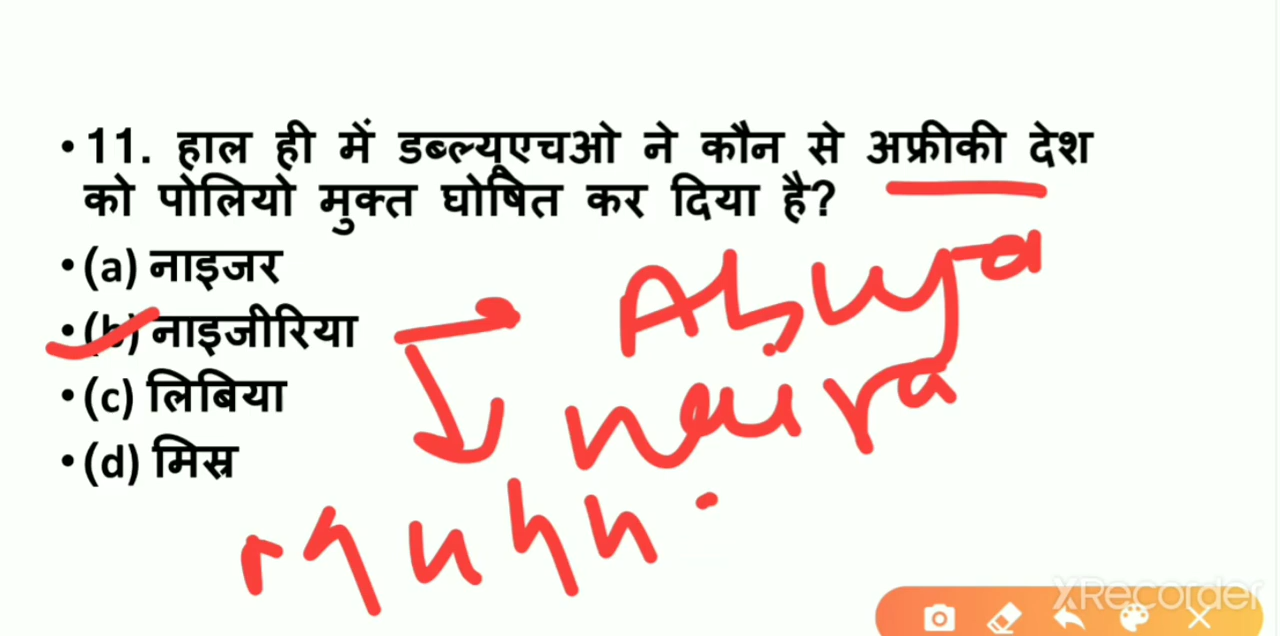 • 11. हाल ही में डब्ल्यूएचओ ने कौन से अफ्रीकी देश
को पोलियो मुक्त घोषित कर दिया है?
• (a) नाइजर
• (b) नाइजीरिया
• (c) लिबिया
• (d) मिस्र
Abuja
naira
XRecorder